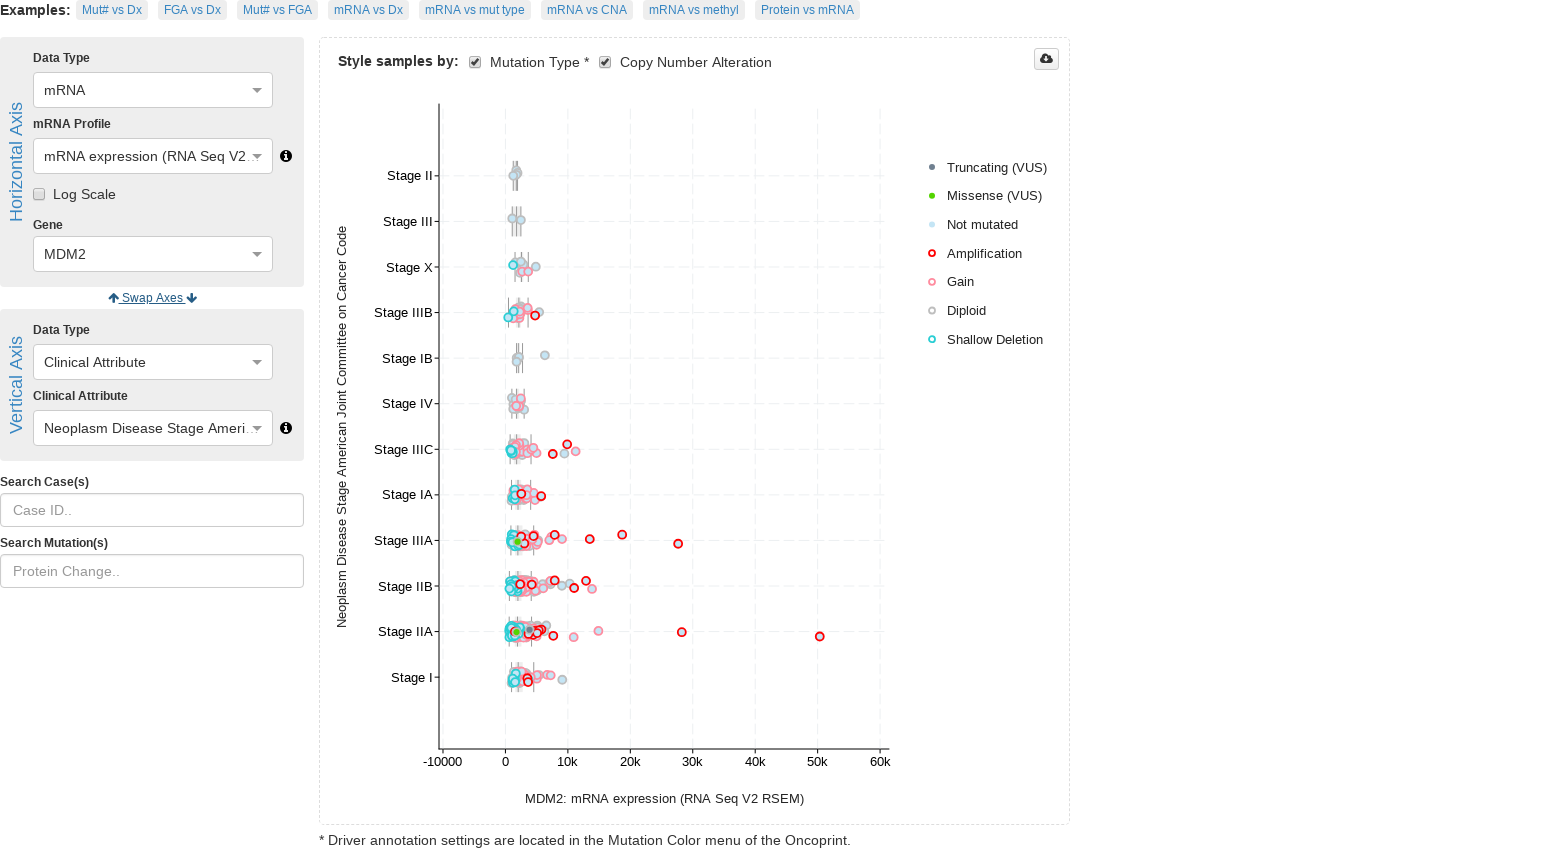 Examples: Mut# vs Dx FGA vs Dx Mut# vs FGA mRNA vs Dx mRNA vs mut type mRNA vs CNA mRNA vs methyl Protein vs mRNA
Horizontal Axis
Data Type
mRNA
mRNA Profile
mRNA expression (RNA Seq V2...
Log Scale
Gene
MDM2
Swap Axes
Vertical Axis
Data Type
Clinical Attribute
Clinical Attribute
Neoplasm Disease Stage Ameri...
Search Case(s)
Case ID..
Search Mutation(s)
Protein Change..
Style samples by: Mutation Type * Copy Number Alteration
Neoplasm Disease Stage American Joint Committee on Cancer Code
Stage II
Stage III
Stage X
Stage IIIB
Stage IB
Stage IV
Stage IIIC
Stage IA
Stage IIIA
Stage IIB
Stage IIA
Stage I
-10000 0 10k 20k 30k 40k 50k 60k
MDM2: mRNA expression (RNA Seq V2 RSEM)
Truncating (VUS)
Missense (VUS)
Not mutated
Amplification
Gain
Diploid
Shallow Deletion
* Driver annotation settings are located in the Mutation Color menu of the Oncoprint.